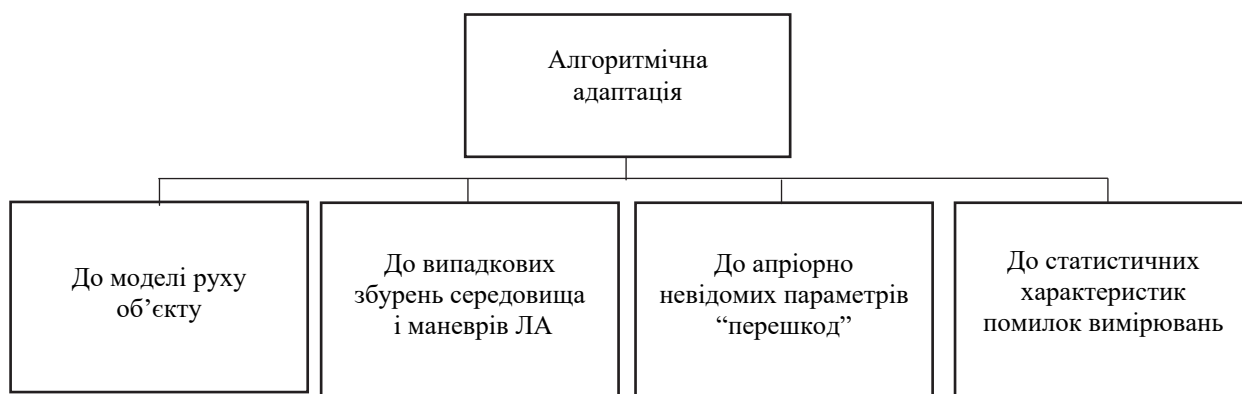 Алгоритмічна
адаптація
До моделі руху
об’єкту
До випадкових
збурень середовища
і маневрів ЛА
До апріорно
невідомих параметрів
“перешкод”
До статистичних
характеристик
помилок вимірювань